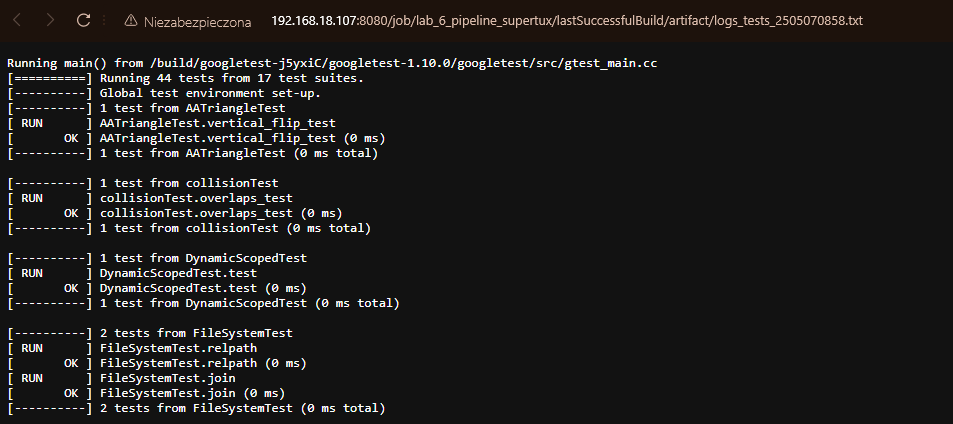 Niezabezpieczona 192.168.18.107:8080/job/lab_6_pipeline_supertux/lastSuccessfulBuild/artifact/logs_tests_2505070858.txt
Running main() from /build/googletest-j5yxiC/googletest-1.10.0/googletest/src/gtest_main.cc
[==========] Running 44 tests from 17 test suites.
[----------] Global test environment set-up.
[----------] 1 test from AATriangleTest
[ RUN      ] AATriangleTest.vertical_flip_test
[       OK ] AATriangleTest.vertical_flip_test (0 ms)
[----------] 1 test from AATriangleTest (0 ms total)
[----------] 1 test from collisionTest
[ RUN      ] collisionTest.overlaps_test
[       OK ] collisionTest.overlaps_test (0 ms)
[----------] 1 test from collisionTest (0 ms total)
[----------] 1 test from DynamicScopedTest
[ RUN      ] DynamicScopedTest.test
[       OK ] DynamicScopedTest.test (0 ms)
[----------] 1 test from DynamicScopedTest (0 ms total)
[----------] 2 tests from FileSystemTest
[ RUN      ] FileSystemTest.relpath
[       OK ] FileSystemTest.relpath (0 ms)
[ RUN      ] FileSystemTest.join
[       OK ] FileSystemTest.join (0 ms)
[----------] 2 tests from FileSystemTest (0 ms total)